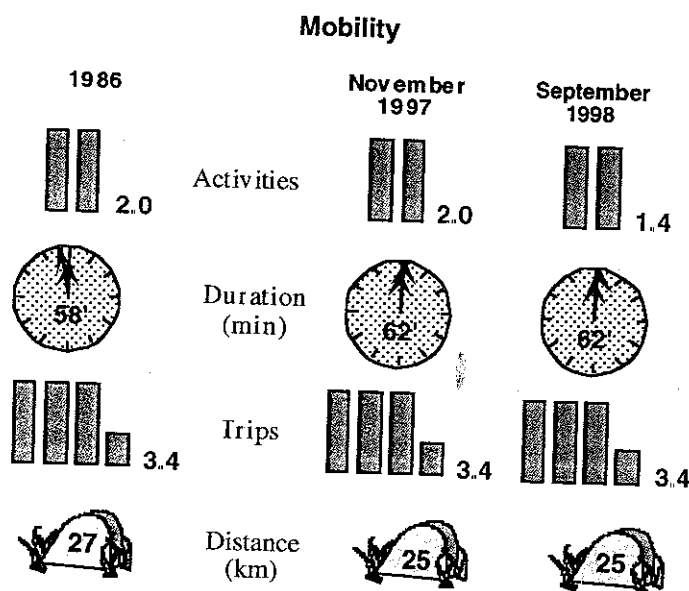 Mobility
1986
November
1997
September
1998
Activities
2.0
2.0
1.4
Duration
(min)
58'
62
62'
Trips
3.4
3.4
3.4
Distance
(km)
27
25
25